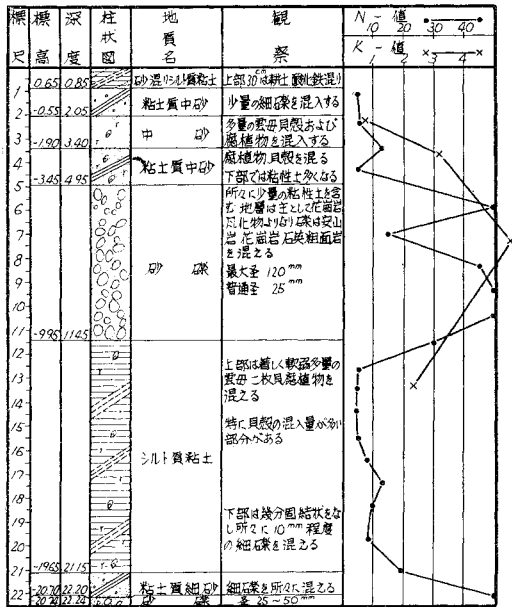 標尺 標高 深度 柱状図 地質名 観察 N - 値
10 20 30 40
K - 値
1 2 3 4
1 0.65 0.85 砂混リシルト質粘土 上部30cmは耕土 酸化鉄混リ
-0.55 2.05 粘土質中砂 少量の細礫を混入する
2
3 -1.90 3.40 中 砂 多量の雲母貝殻および
腐植物を混入する
4 -3.45 4.95 粘土質中砂 腐植物、貝殻を混る
下部では粘性土多くなる
5
6
7
8
9
10
砂 礫
所々に少量の粘性土を含
む 地層は主として花崗岩
風化物よりなり礫は安山
岩 花崗岩 石英粗面岩
を混える
最大径 120mm
普通径 25mm
11 -9.95 11.45
12
13
14
15
16
17
18
19
20
シルト質粘土
上部は著しく軟弱多量の
雲母二枚貝腐植物を
混える
特に貝殻の混入量が多い
部分がある
下部は幾分固結状をな
し所々に10mm程度
の細礫を混える
21 -19.65 21.15
22 -20.70 22.20 粘土質細砂 細礫を所々に混える
20.74 22.24 砂 礫 径 25~50mm